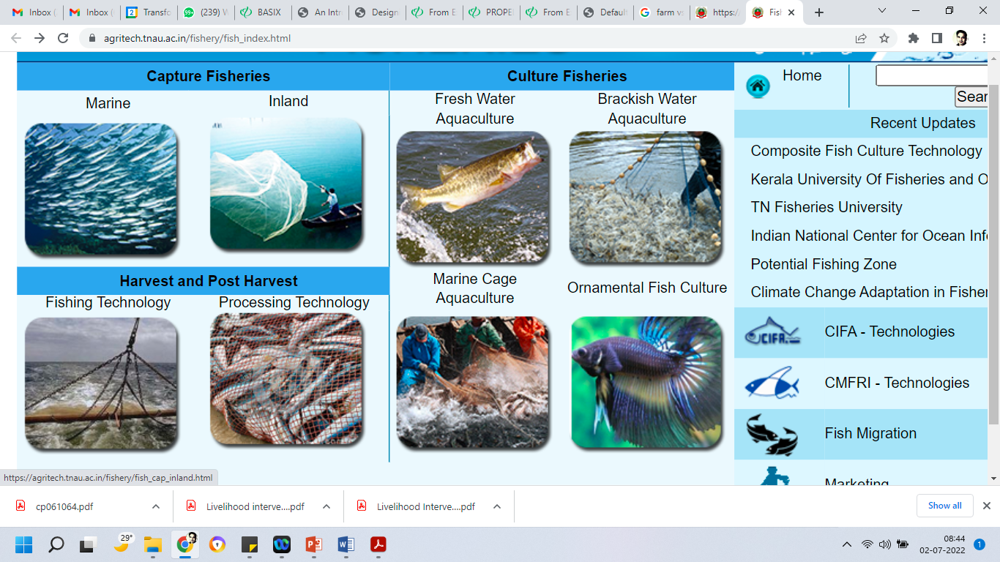 Inbox (
Inbox (
Transfo
(239) W
BASIX
An Intr
Design
From E
PROPE
From E
Default
farm vs
https:/
Fish
agritech.tnau.ac.in/fishery/fish_index.html
Capture Fisheries
Culture Fisheries
Home
Marine
Inland
Fresh Water
Aquaculture
Brackish Water
Aquaculture
Sear
Recent Updates
Composite Fish Culture Technology
Kerala University Of Fisheries and O
TN Fisheries University
Indian National Center for Ocean Info
Potential Fishing Zone
Climate Change Adaptation in Fisher
Harvest and Post Harvest
Fishing Technology
Processing Technology
Marine Cage
Aquaculture
Ornamental Fish Culture
CIFA
CIFA - Technologies
CMFRI - Technologies
Fish Migration
Marketing
https://agritech.tnau.ac.in/fishery/fish_cap_inland.html
cp061064.pdf
Livelihood interve....pdf
Livelihood Interve....pdf
Show all
29°
08:44
02-07-2022
1